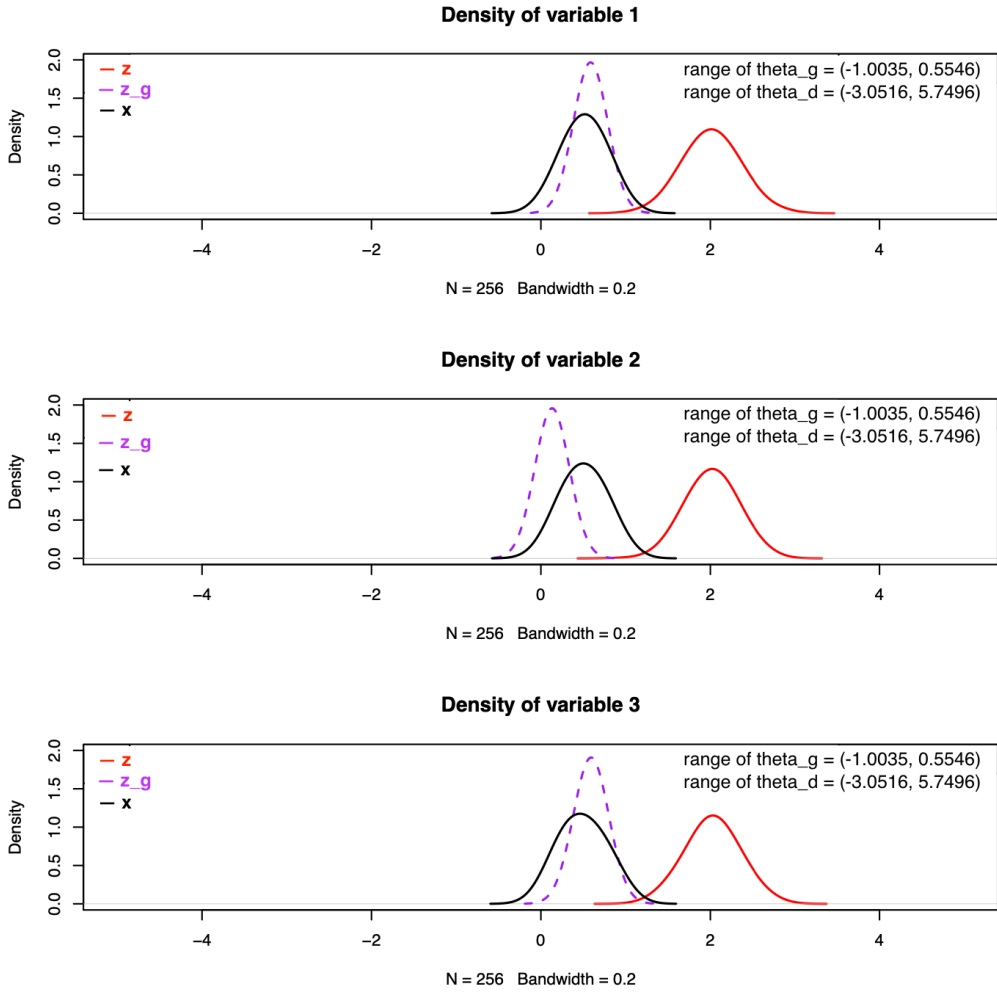 Density of variable 1
Density
2.0
1.5
1.0
0.5
0.0
z
z_g
x
range of theta_g = (-1.0035, 0.5546)
range of theta_d = (-3.0516, 5.7496)
−4 −2 0 2 4
N = 256 Bandwidth = 0.2
Density of variable 2
Density
2.0
1.5
1.0
0.5
0.0
z
z_g
x
range of theta_g = (-1.0035, 0.5546)
range of theta_d = (-3.0516, 5.7496)
−4 −2 0 2 4
N = 256 Bandwidth = 0.2
Density of variable 3
Density
2.0
1.5
1.0
0.5
0.0
z
z_g
x
range of theta_g = (-1.0035, 0.5546)
range of theta_d = (-3.0516, 5.7496)
−4 −2 0 2 4
N = 256 Bandwidth = 0.2